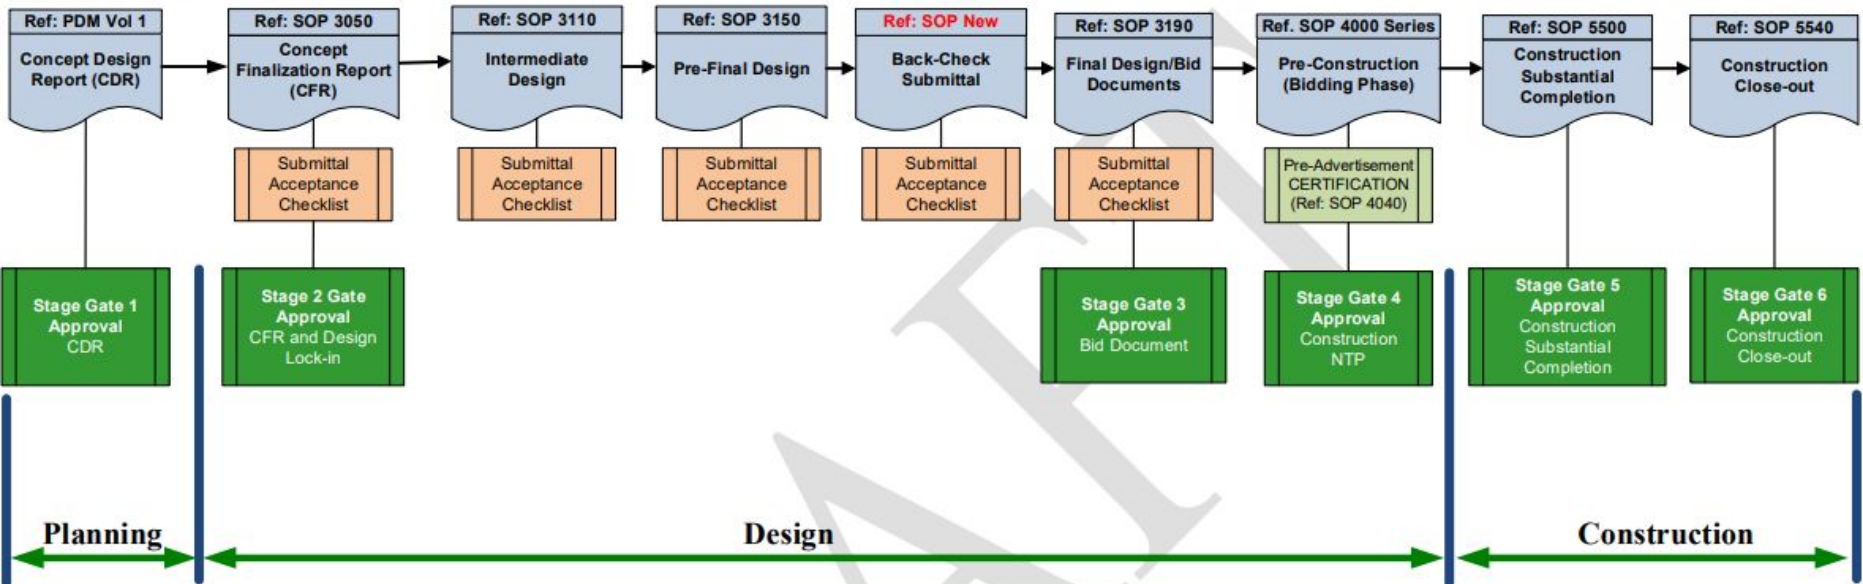 Ref: PDM Vol 1
Concept Design
Report (CDR)
Ref: SOP 3050
Concept
Finalization Report
(CFR)
Ref: SOP 3110
Intermediate
Design
Ref: SOP 3150
Pre-Final Design
Ref: SOP New
Back-Check
Submittal
Ref: SOP 3190
Final Design/Bid
Documents
Ref. SOP 4000 Series
Pre-Construction
(Bidding Phase)
Ref: SOP 5500
Construction
Substantial
Completion
Ref: SOP 5540
Construction
Close-out
Submittal
Acceptance
Checklist
Submittal
Acceptance
Checklist
Submittal
Acceptance
Checklist
Submittal
Acceptance
Checklist
Submittal
Acceptance
Checklist
Pre-Advertisement
CERTIFICATION
(Ref: SOP 4040)
Stage Gate 1
Approval
CDR
Stage 2 Gate
Approval
CFR and Design
Lock-in
Stage Gate 3
Approval
Bid Document
Stage Gate 4
Approval
Construction
NTP
Stage Gate 5
Approval
Construction
Substantial
Completion
Stage Gate 6
Approval
Construction
Close-out
Planning
Design
Construction